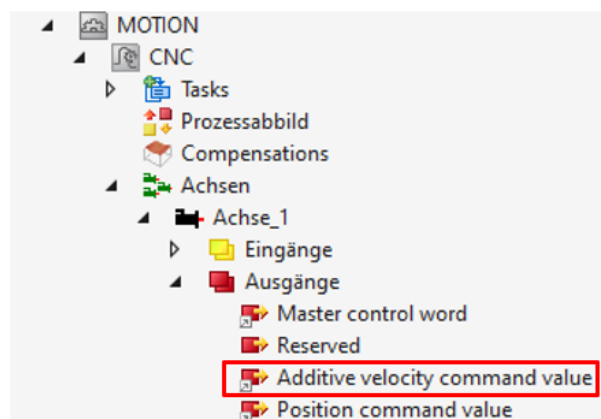 MOTION
CNC
Tasks
Prozessabbild
Compensations
Achsen
Achse_1
Eingänge
Ausgänge
Master control word
Reserved
Additive velocity command value
Position command value